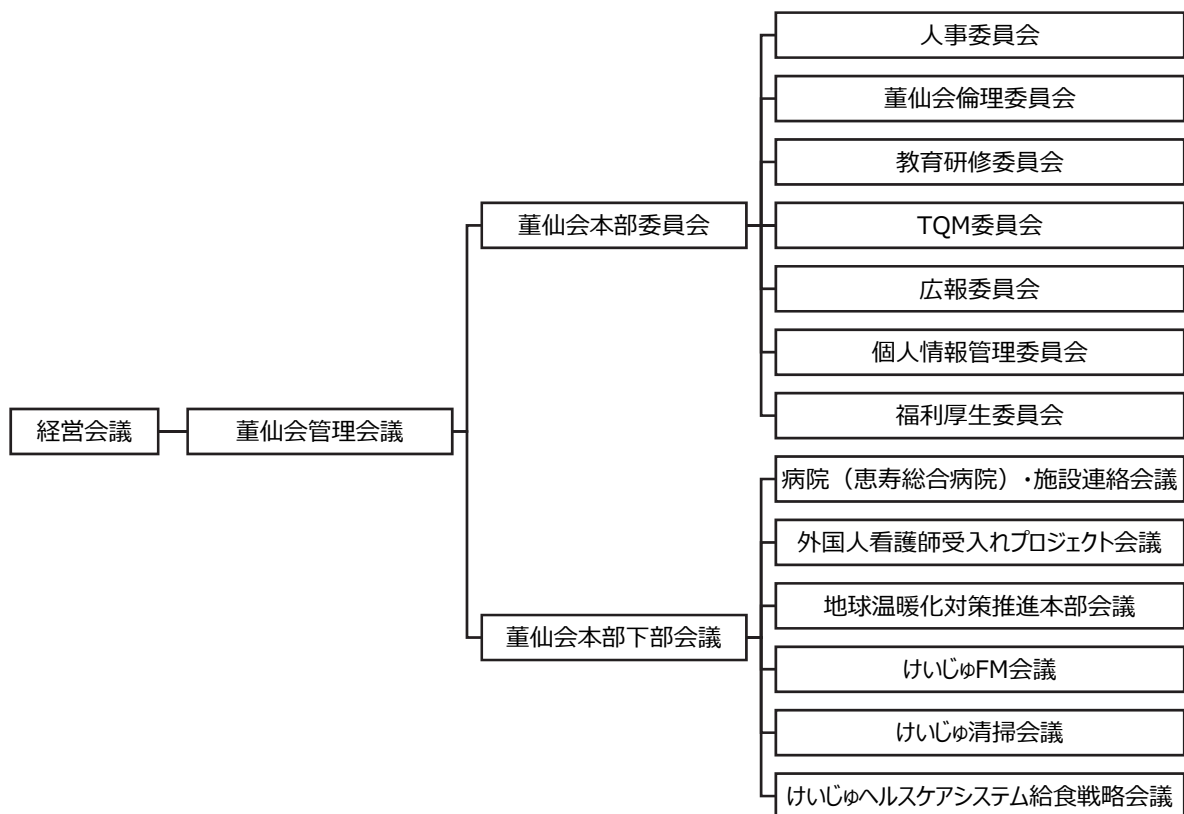 経営会議
董仙会管理会議
董仙会本部委員会
人事委員会
董仙会倫理委員会
教育研修委員会
TQM委員会
広報委員会
個人情報管理委員会
福利厚生委員会
董仙会本部下部会議
病院（恵寿総合病院）・施設連絡会議
外国人看護師受入れプロジェクト会議
地球温暖化対策推進本部会議
けいじゅFM会議
けいじゅ清掃会議
けいじゅヘルスケアシステム給食戦略会議